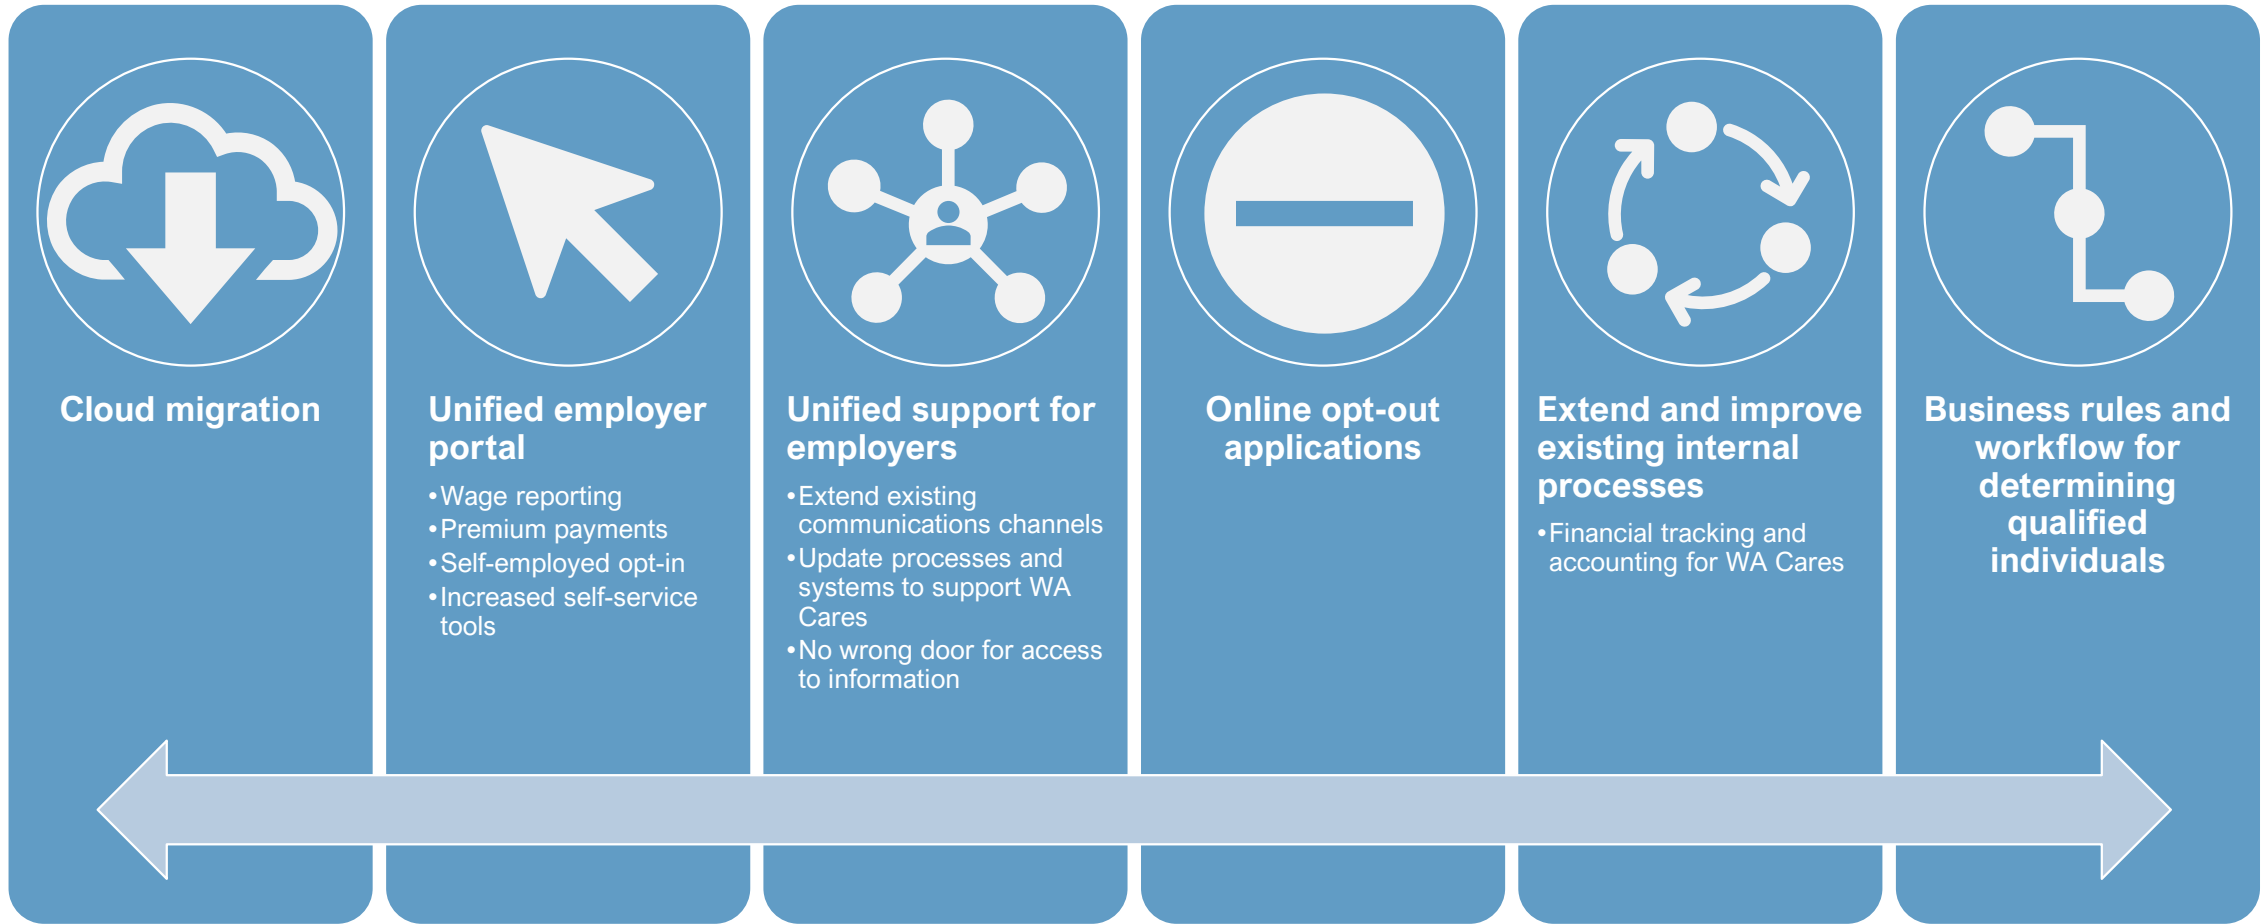 Cloud migration
Unified employer
portal
•Wage reporting
•Premium payments
•Self-employed opt-in
•Increased self-service
tools
Unified support for
employers
•Extend existing
communications channels
•Update processes and
systems to support WA
Cares
•No wrong door for access
to information
Online opt-out
applications
Extend and improve
existing internal
processes
•Financial tracking and
accounting for WA Cares
Business rules and
workflow for
determining
qualified
individuals